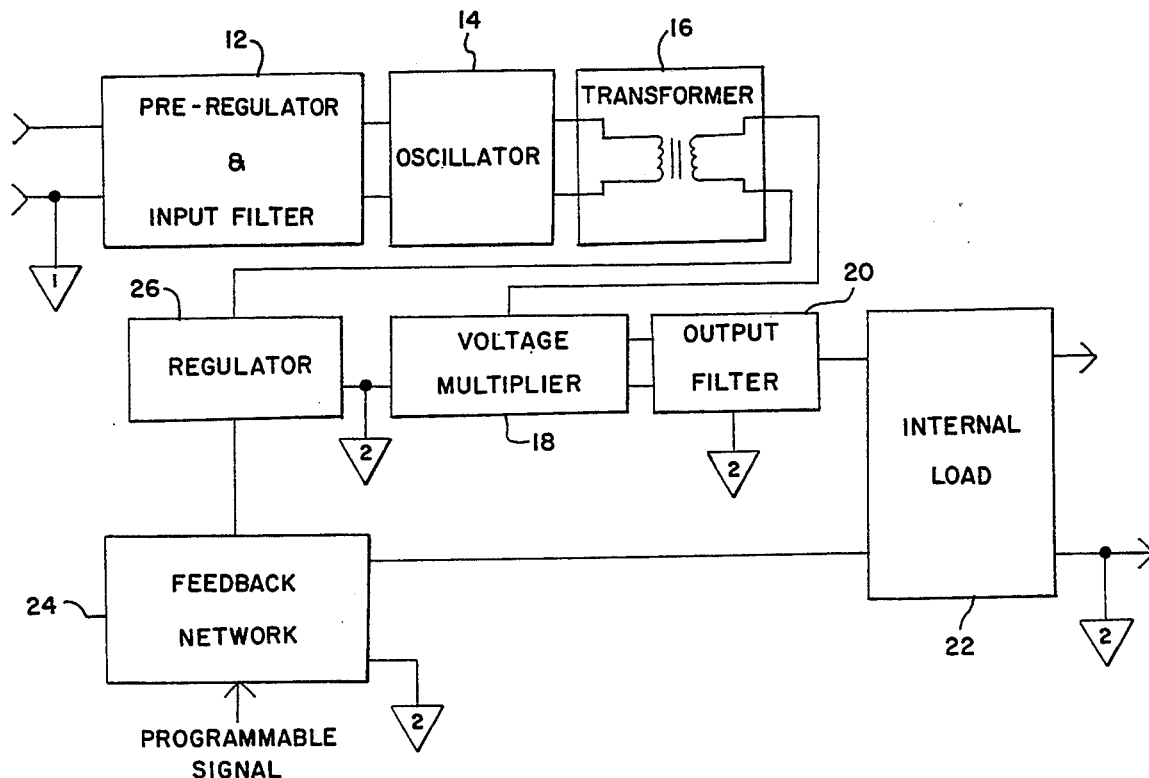 12
14
16
PRE-REGULATOR
&
INPUT FILTER
OSCILLATOR
TRANSFORMER
1
26
20
REGULATOR
VOLTAGE
MULTIPLIER
OUTPUT
FILTER
2
18
2
INTERNAL
LOAD
24
FEEDBACK
NETWORK
22
2
2
PROGRAMMABLE
SIGNAL